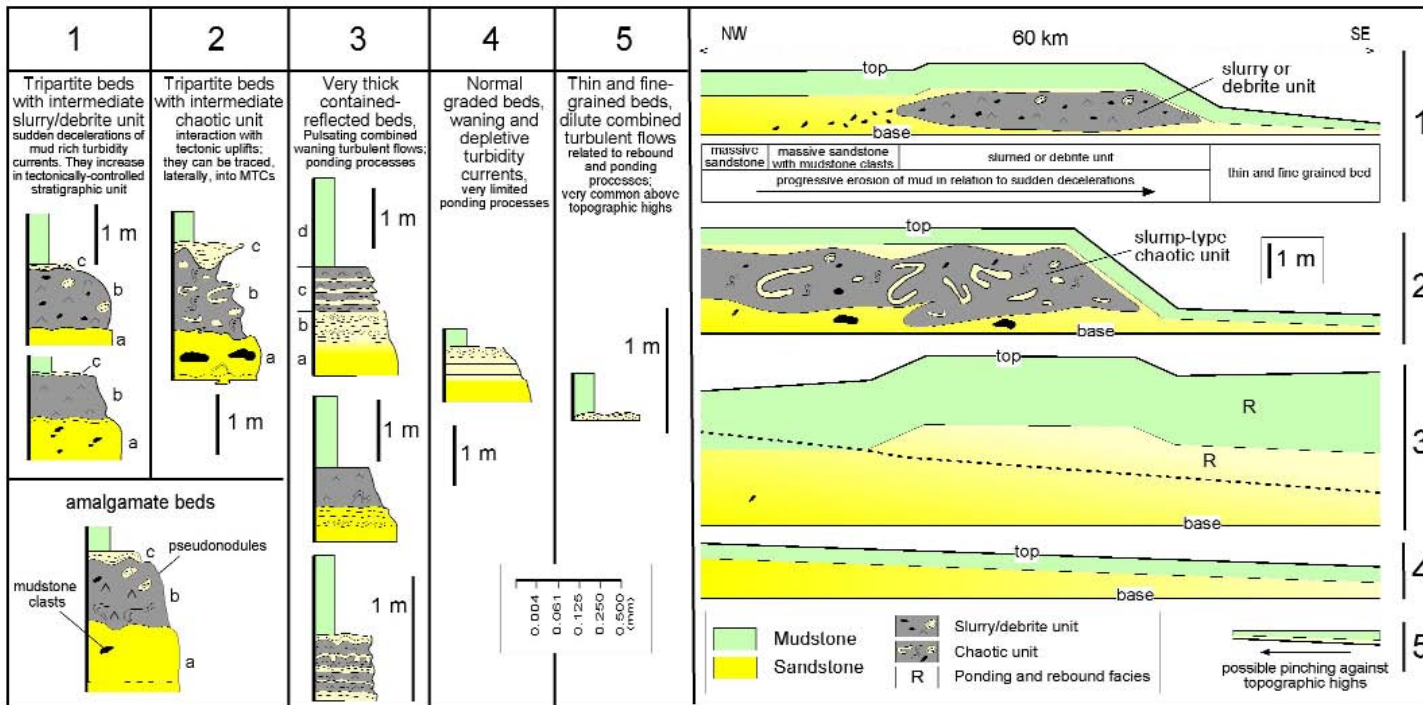 1
2
3
4
5
Tripartite beds
with intermediate
slurry/debrite unit
sudden decelerations of
mud rich turbidity
currents. They increase
in tectonically-controlled
stratigraphic unit
1 m
c
b
a
c
b
a
Tripartite beds
with intermediate
chaotic unit
interaction with
tectonic uplifts;
they can be traced,
laterally, into MTCs
c
b
a
1 m
amalgamate beds
pseudonodules
mudstone
clasts
c
b
a
Very thick
contained-
reflected beds,
Pulsating combined
waning turbulent flows;
ponding processes
1 m
d
c
b
a
1 m
1 m
Normal
graded beds,
waning and
depletive
turbidity
currents,
very limited
ponding processes
1 m
Thin and fine-
grained beds,
dilute combined
turbulent flows
related to rebound
and ponding
processes;
very common above
topographic highs
1 m
0.004
0.061
0.125
0.250
0.500
(mm)
NW
60 km
SE
top
slurry or
debrite unit
base
massive
sandstone
massive sandstone
with mudstone clasts
slumed or debrite unit
thin and fine grained bed
progressive erosion of mud in relation to sudden decelerations
1
top
slump-type
chaotic unit
1 m
base
2
top
R
R
base
3
top
base
4
Mudstone
Sandstone
Slurry/debrite unit
Chaotic unit
R
Ponding and rebound facies
possible pinching against
topographic highs
5